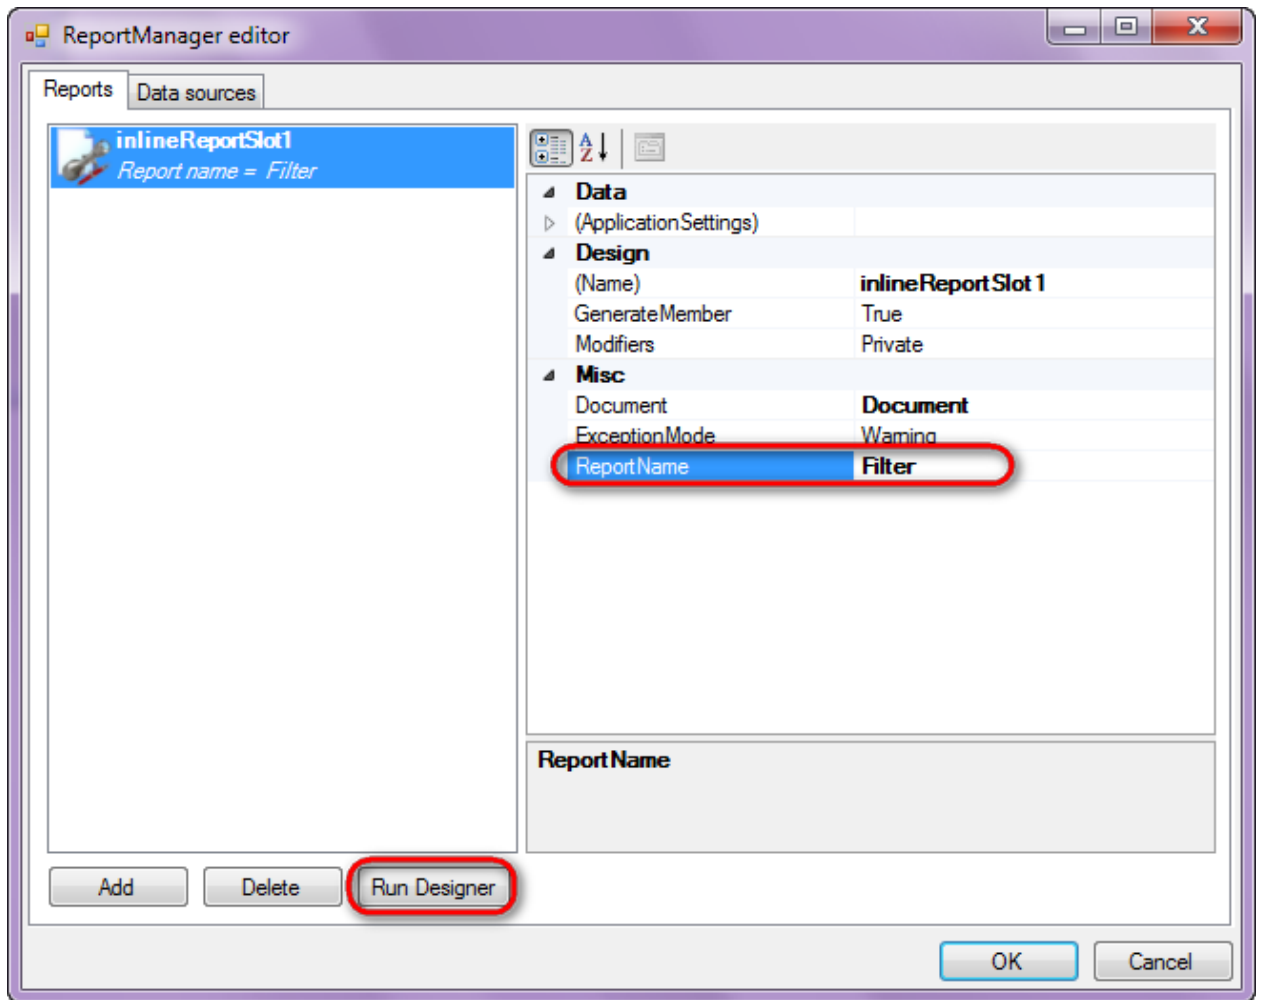 ReportManager editor
Reports
Data sources
inlineReportSlot1
Report name = Filter
Data
(ApplicationSettings)
Design
(Name) inlineReportSlot1
GenerateMember True
Modifiers Private
Misc
Document Document
ExceptionMode Warning
ReportName Filter
ReportName
Add
Delete
Run Designer
OK
Cancel